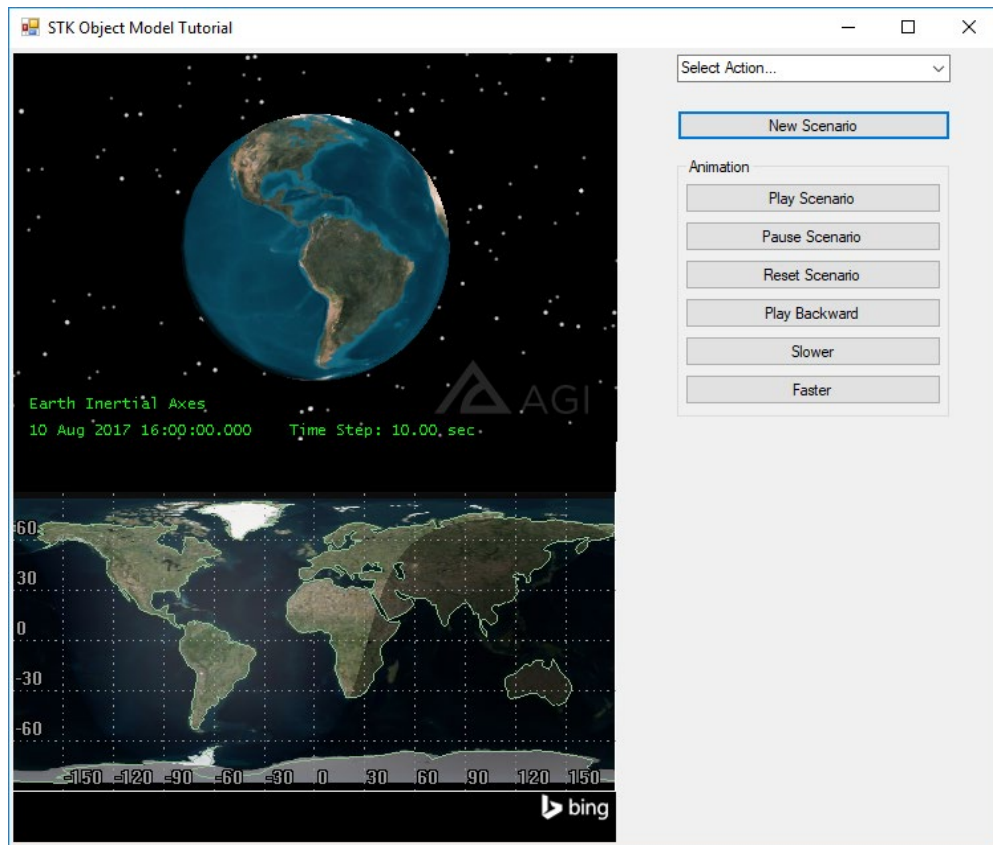 STK Object Model Tutorial
Select Action...
New Scenario
Animation
Play Scenario
Pause Scenario
Reset Scenario
Play Backward
Slower
Faster
AGI
Earth Inertial Axes
10 Aug 2017 16:00:00.000 Time Step: 10.00 sec
60
30
0
-30
-60
-150 -120 -90 -60 -30 0 30 60 90 120 150
bing